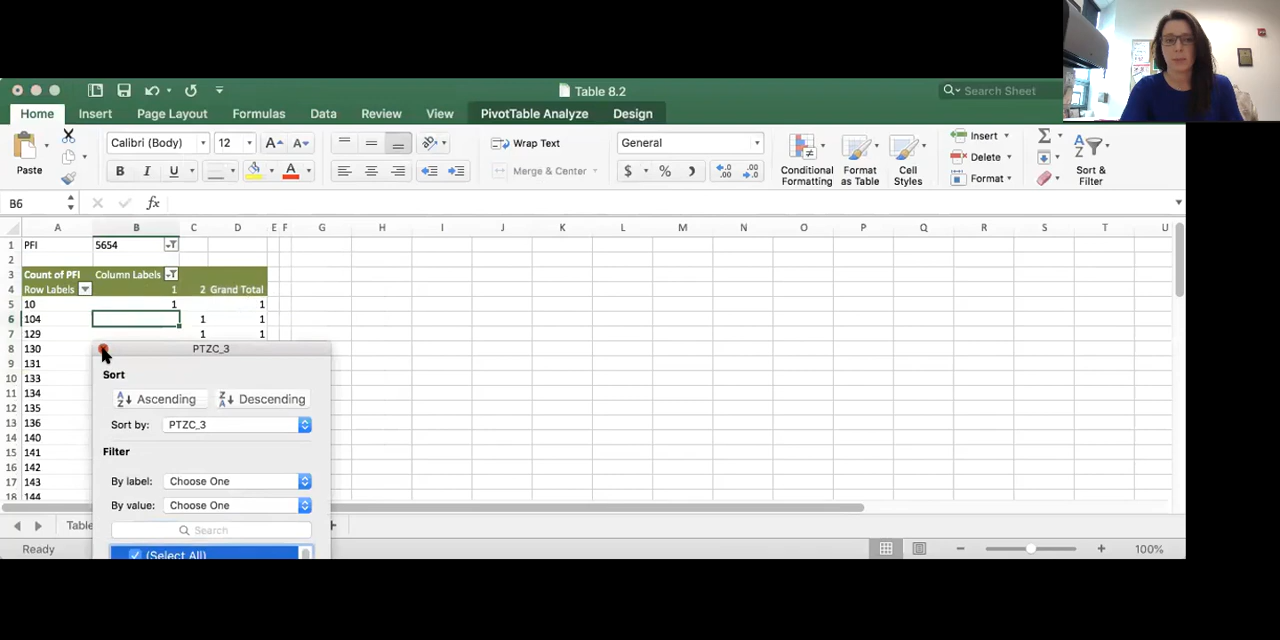 Table 8.2
Search Sheet
Home Insert Page Layout Formulas Data Review View PivotTable Analyze Design
Paste
Calibri (Body) 12 A A
B I U A
Wrap Text
Merge & Center
General
$ % .00 .0
Conditional Formatting
Format as Table
Cell Styles
Insert
Delete
Format
Sort & Filter
B6 fx
A B C D E F G H I J K L M N O P Q R S T U
1 PFI 5654
2
3 Count of PFI Column Labels
4 Row Labels 1 2 Grand Total
5 10 1 1
6 104 1 1
7 129 1 1
8 130
9 131
10 133
11 134
12 135
13 136
14 140
15 141
16 142
17 143
18 144
PTZC_3
Sort
Ascending Descending
Sort by: PTZC_3
Filter
By label: Choose One
By value: Choose One
Search
(Select All)
Table +
Ready 100%